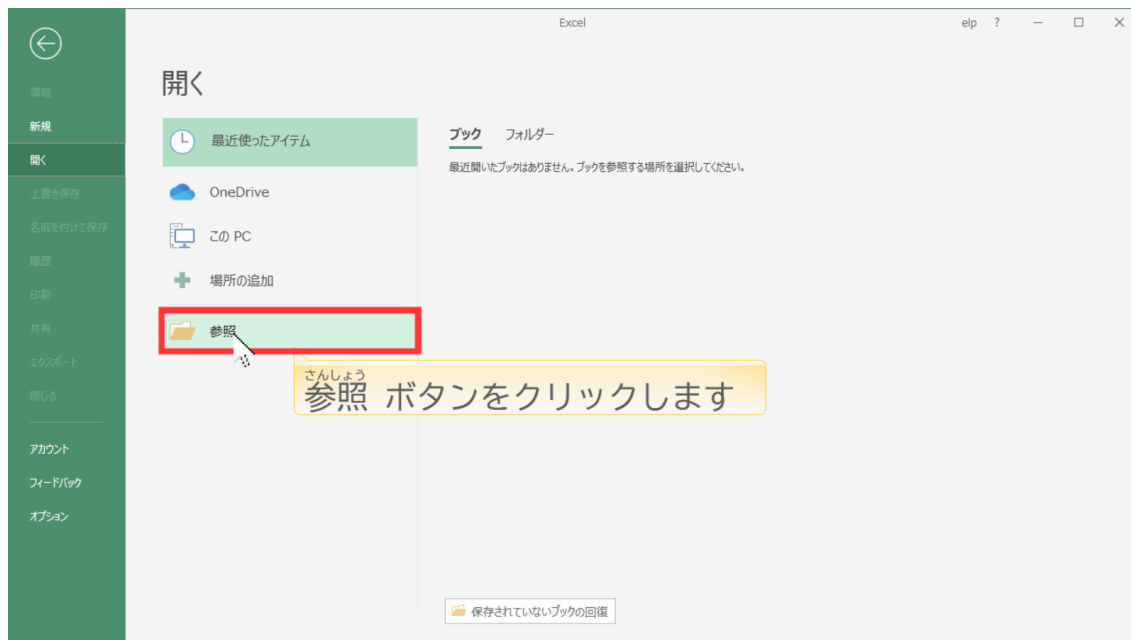 Excel
elp ?
情報
新規
開く
上書き保存
名前を付けて保存
履歴
印刷
共有
エクスポート
閉じる
アカウント
フィードバック
オプション
開く
最近使ったアイテム
OneDrive
この PC
場所の追加
参照
さんしょう
参照 ボタンをクリックします
ブック フォルダー
最近開いたブックはありません。ブックを参照する場所を選択してください。
保存されていないブックの回復